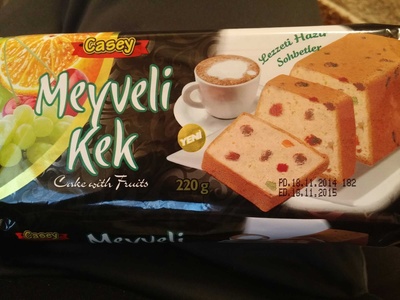 Casey
Lezzeti Hazır
Sohbetler
Meyveli
Kek
YENİ
Cake with Fruits
220 g
PD.18.11.2014 182
ED.18.11.2015
Casey
Meyveli